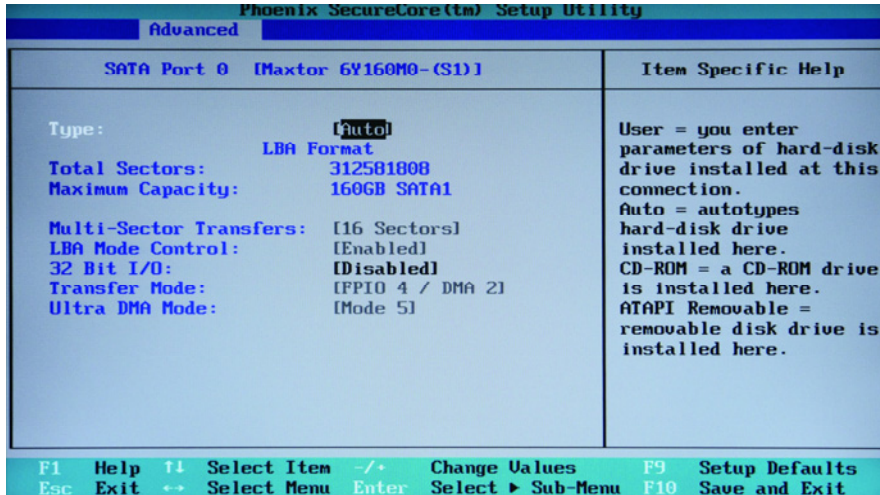 Phoenix SecureCore(tm) Setup Utility
Advanced
SATA Port 0 [Maxtor 6Y160M0-(S1)]
Item Specific Help
Type: [Auto]
LBA Format
Total Sectors: 312581808
Maximum Capacity: 160GB SATA1
Multi-Sector Transfers: [16 Sectors]
LBA Mode Control: [Enabled]
32 Bit I/O: [Disabled]
Transfer Mode: [FPIO 4 / DMA 2]
Ultra DMA Mode: [Mode 5]
User = you enter
parameters of hard-disk
drive installed at this
connection.
Auto = autotypes
hard-disk drive
installed here.
CD-ROM = a CD-ROM drive
is installed here.
ATAPI Removable =
removable disk drive is
installed here.
F1 Help ↑↓ Select Item -/+ Change Values F9 Setup Defaults
Esc Exit ↔ Select Menu Enter Select ► Sub-Menu F10 Save and Exit